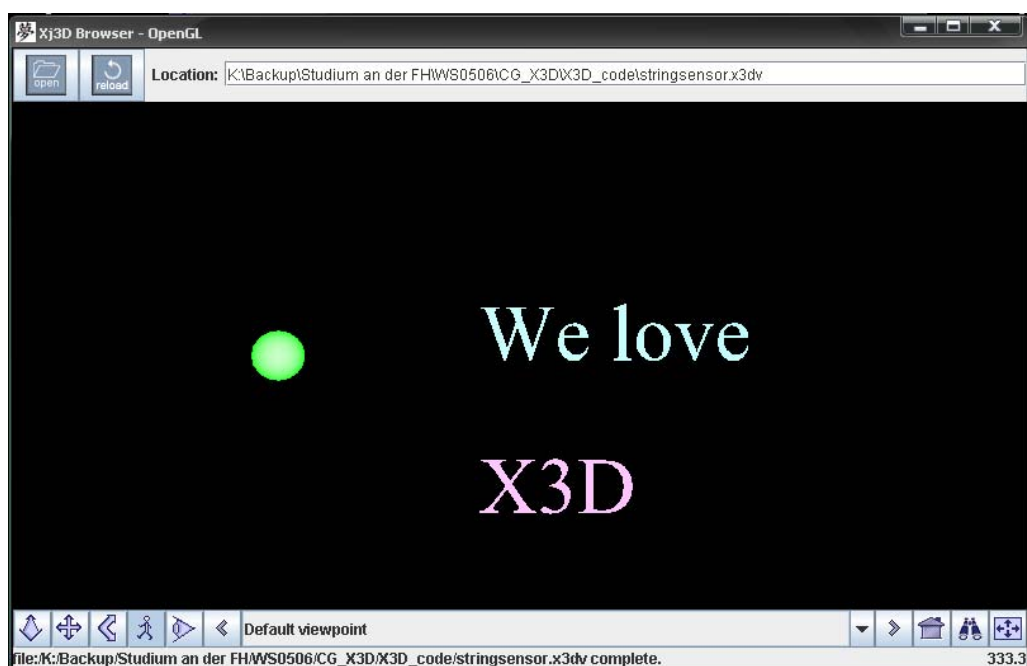 夢 Xj3D Browser - OpenGL
open
reload
Location: K:\Backup\Studium an der FH\WS0506\CG_X3D\X3D_code\stringsensor.x3dv
We love
X3D
Default viewpoint
file:/K:/Backup/Studium an der FH/WS0506/CG_X3D/X3D_code/stringsensor.x3dv complete.
333.3